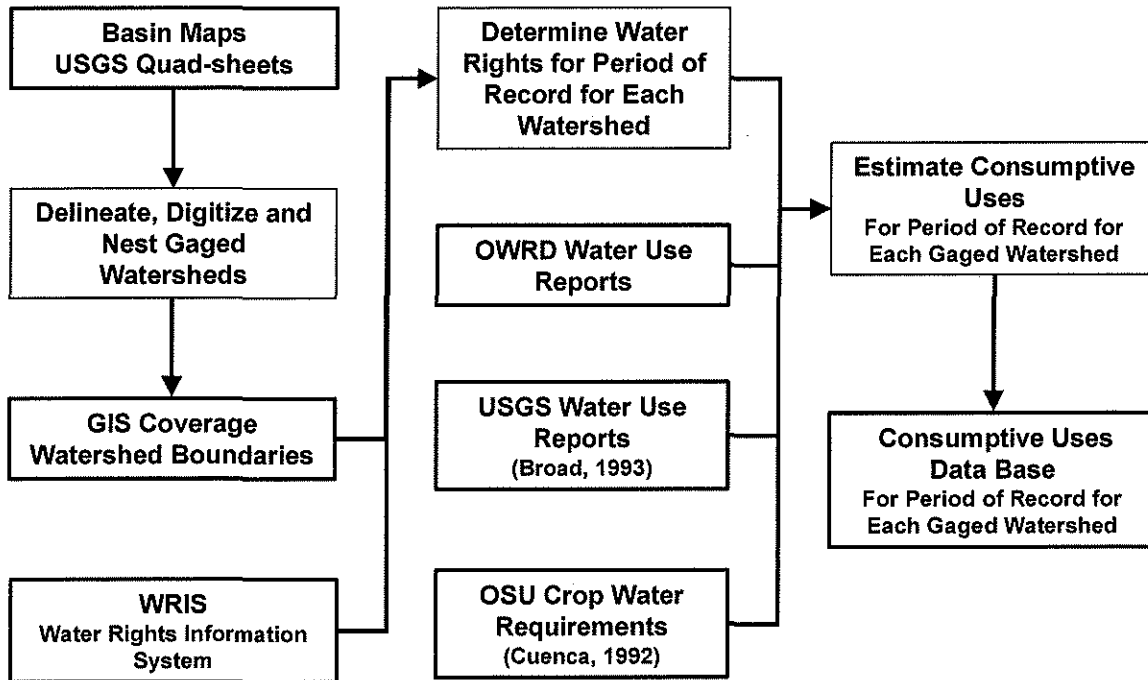 Basin Maps
USGS Quad-sheets
Delineate, Digitize and
Nest Gaged
Watersheds
GIS Coverage
Watershed Boundaries
WRIS
Water Rights Information
System
Determine Water
Rights for Period of
Record for Each
Watershed
OWRD Water Use
Reports
USGS Water Use
Reports
(Broad, 1993)
OSU Crop Water
Requirements
(Cuenca, 1992)
Estimate Consumptive
Uses
For Period of Record for
Each Gaged Watershed
Consumptive Uses
Data Base
For Period of Record for
Each Gaged Watershed